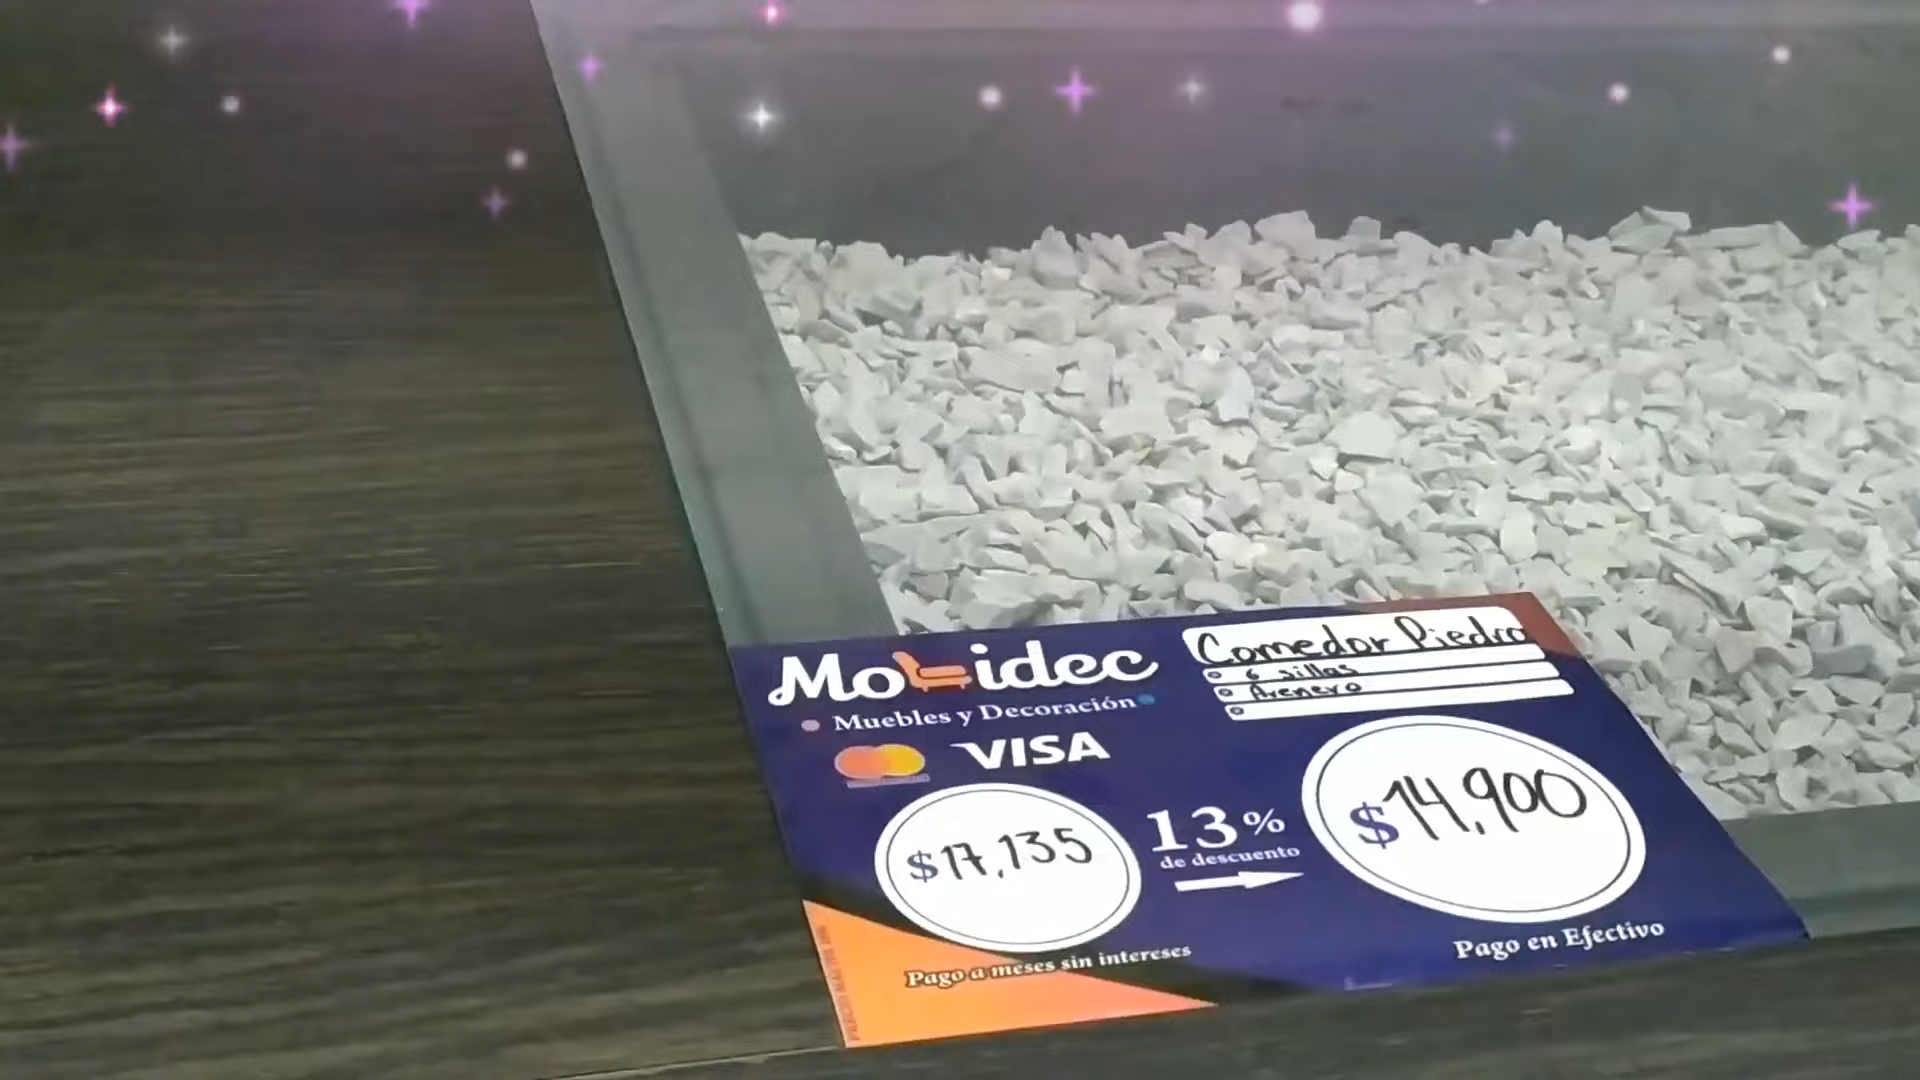 Mobidec
Muebles y Decoración
VISA
Comedor Piedra
6 sillas
Arenero
$17,135
13%
de descuento
$14,900
Pago a meses sin intereses
Pago en Efectivo